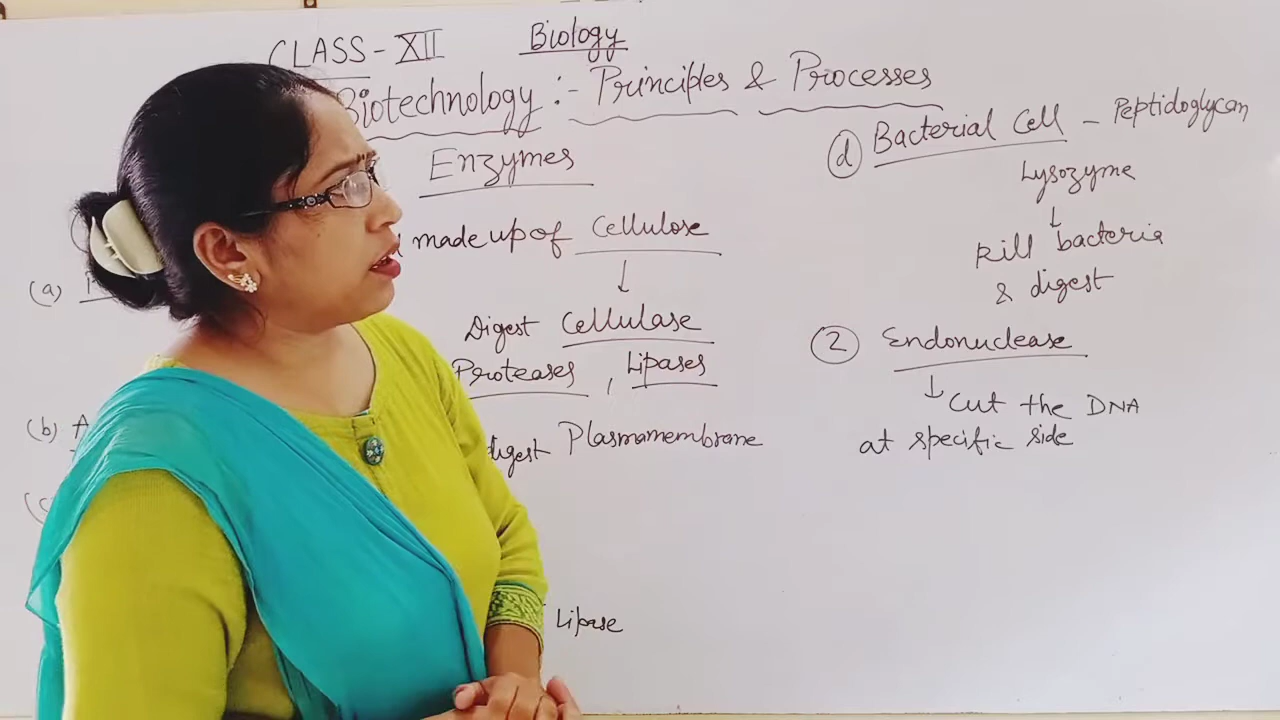 CLASS - XII Biology
Biotechnology :- Principles & Processes
Enzymes
made up of Cellulose
↓
Digest Cellulase
Proteases , Lipases
digest Plasmamembrane
Lipase
(a)
(b) A
(c)
(d) Bacterial Cell - Peptidoglycan
Lysozyme
↓
Kill bacteria
& digest
(2) Endonuclease
↓ Cut the DNA
at specific side